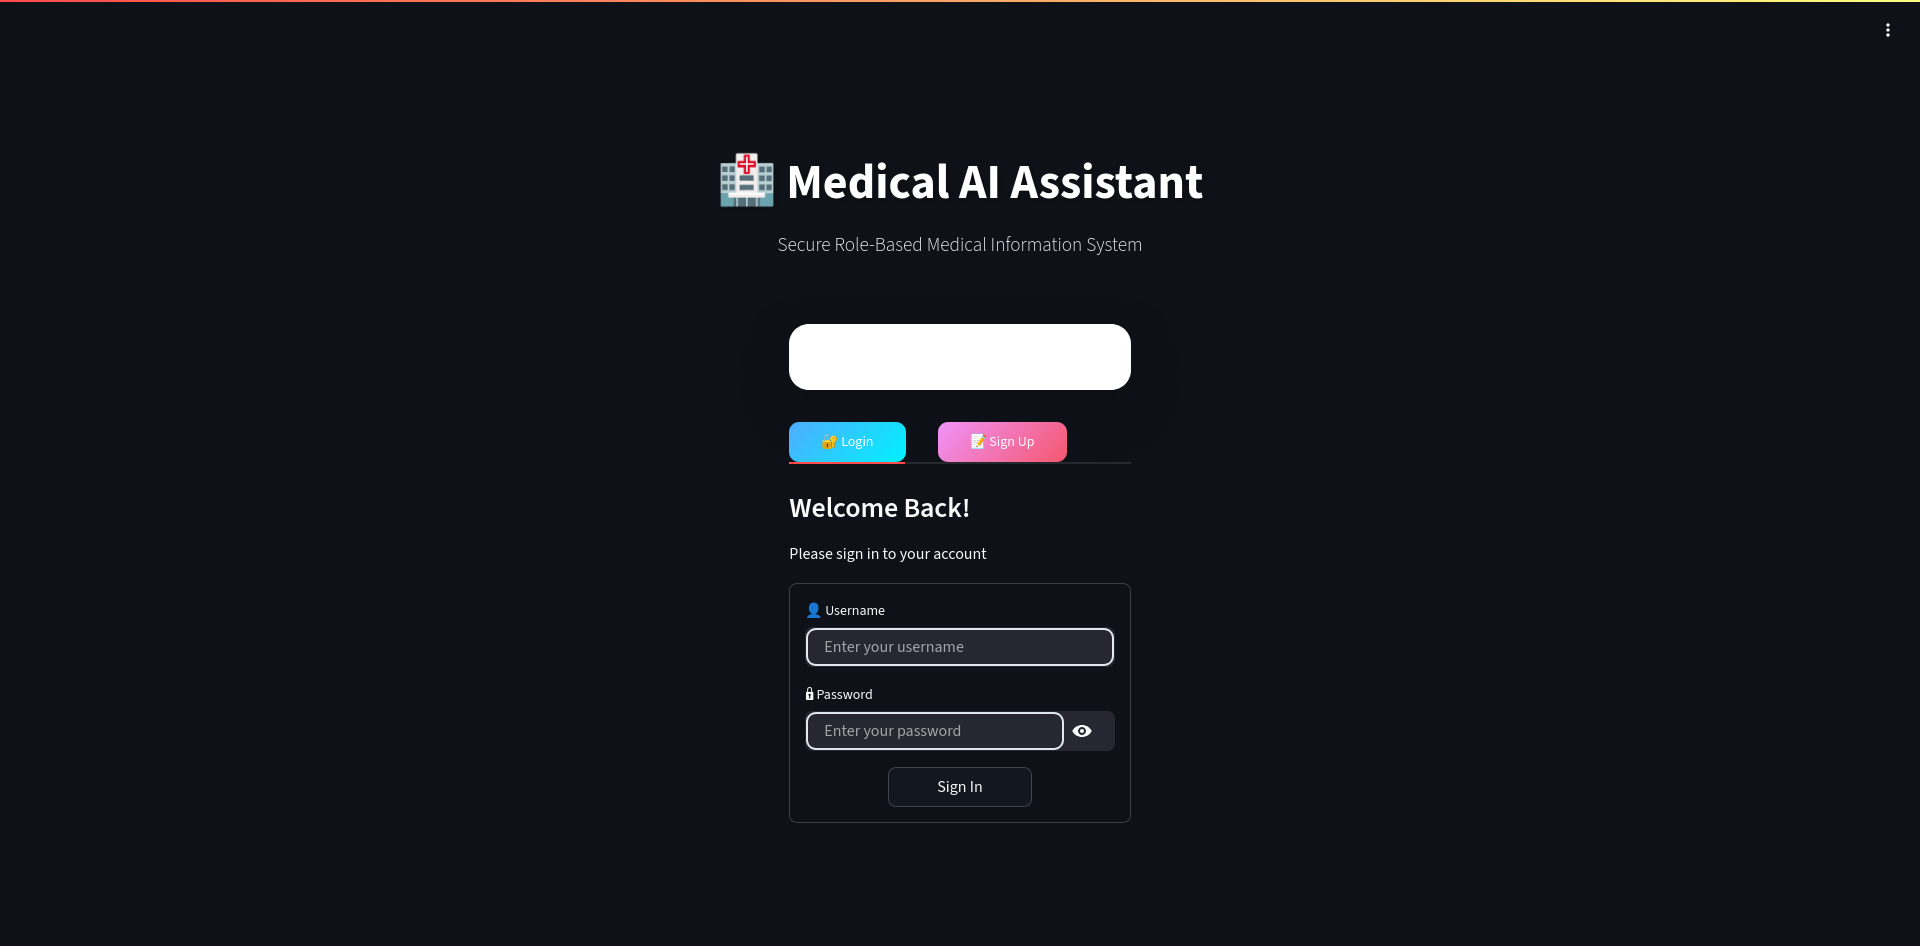 🏥 Medical AI Assistant
Secure Role-Based Medical Information System
🔐 Login
📝 Sign Up
Welcome Back!
Please sign in to your account
👤 Username
Enter your username
🔒 Password
Enter your password
Sign In